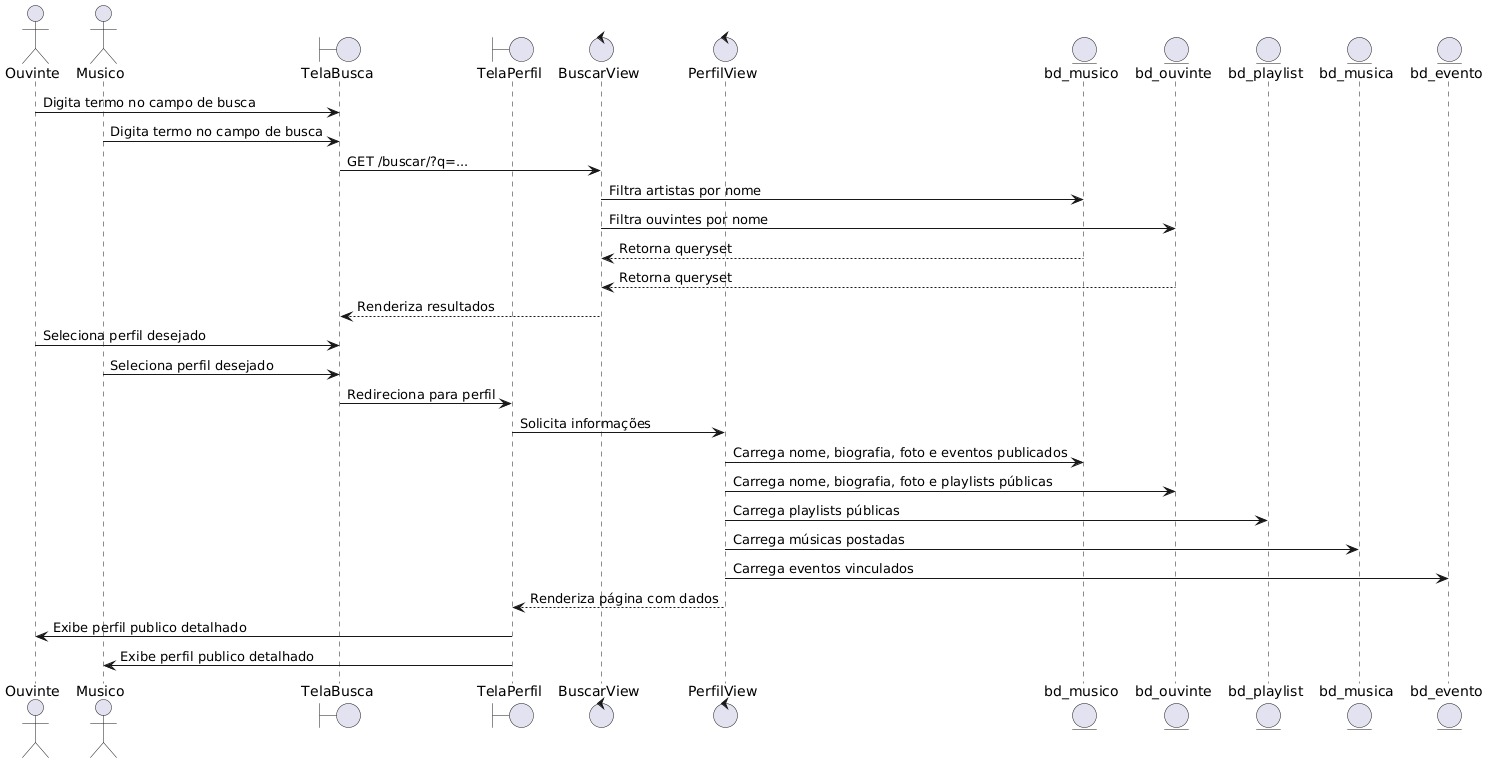 Ouvinte Musico TelaBusca TelaPerfil BuscarView PerfilView bd_musico bd_ouvinte bd_playlist bd_musica bd_evento
Digita termo no campo de busca
Digita termo no campo de busca
GET /buscar/?q=...
Filtra artistas por nome
Filtra ouvintes por nome
Retorna queryset
Retorna queryset
Renderiza resultados
Seleciona perfil desejado
Seleciona perfil desejado
Redireciona para perfil
Solicita informações
Carrega nome, biografia, foto e eventos publicados
Carrega nome, biografia, foto e playlists públicas
Carrega playlists públicas
Carrega músicas postadas
Carrega eventos vinculados
Renderiza página com dados
Exibe perfil publico detalhado
Exibe perfil publico detalhado
Ouvinte Musico TelaBusca TelaPerfil BuscarView PerfilView bd_musico bd_ouvinte bd_playlist bd_musica bd_evento